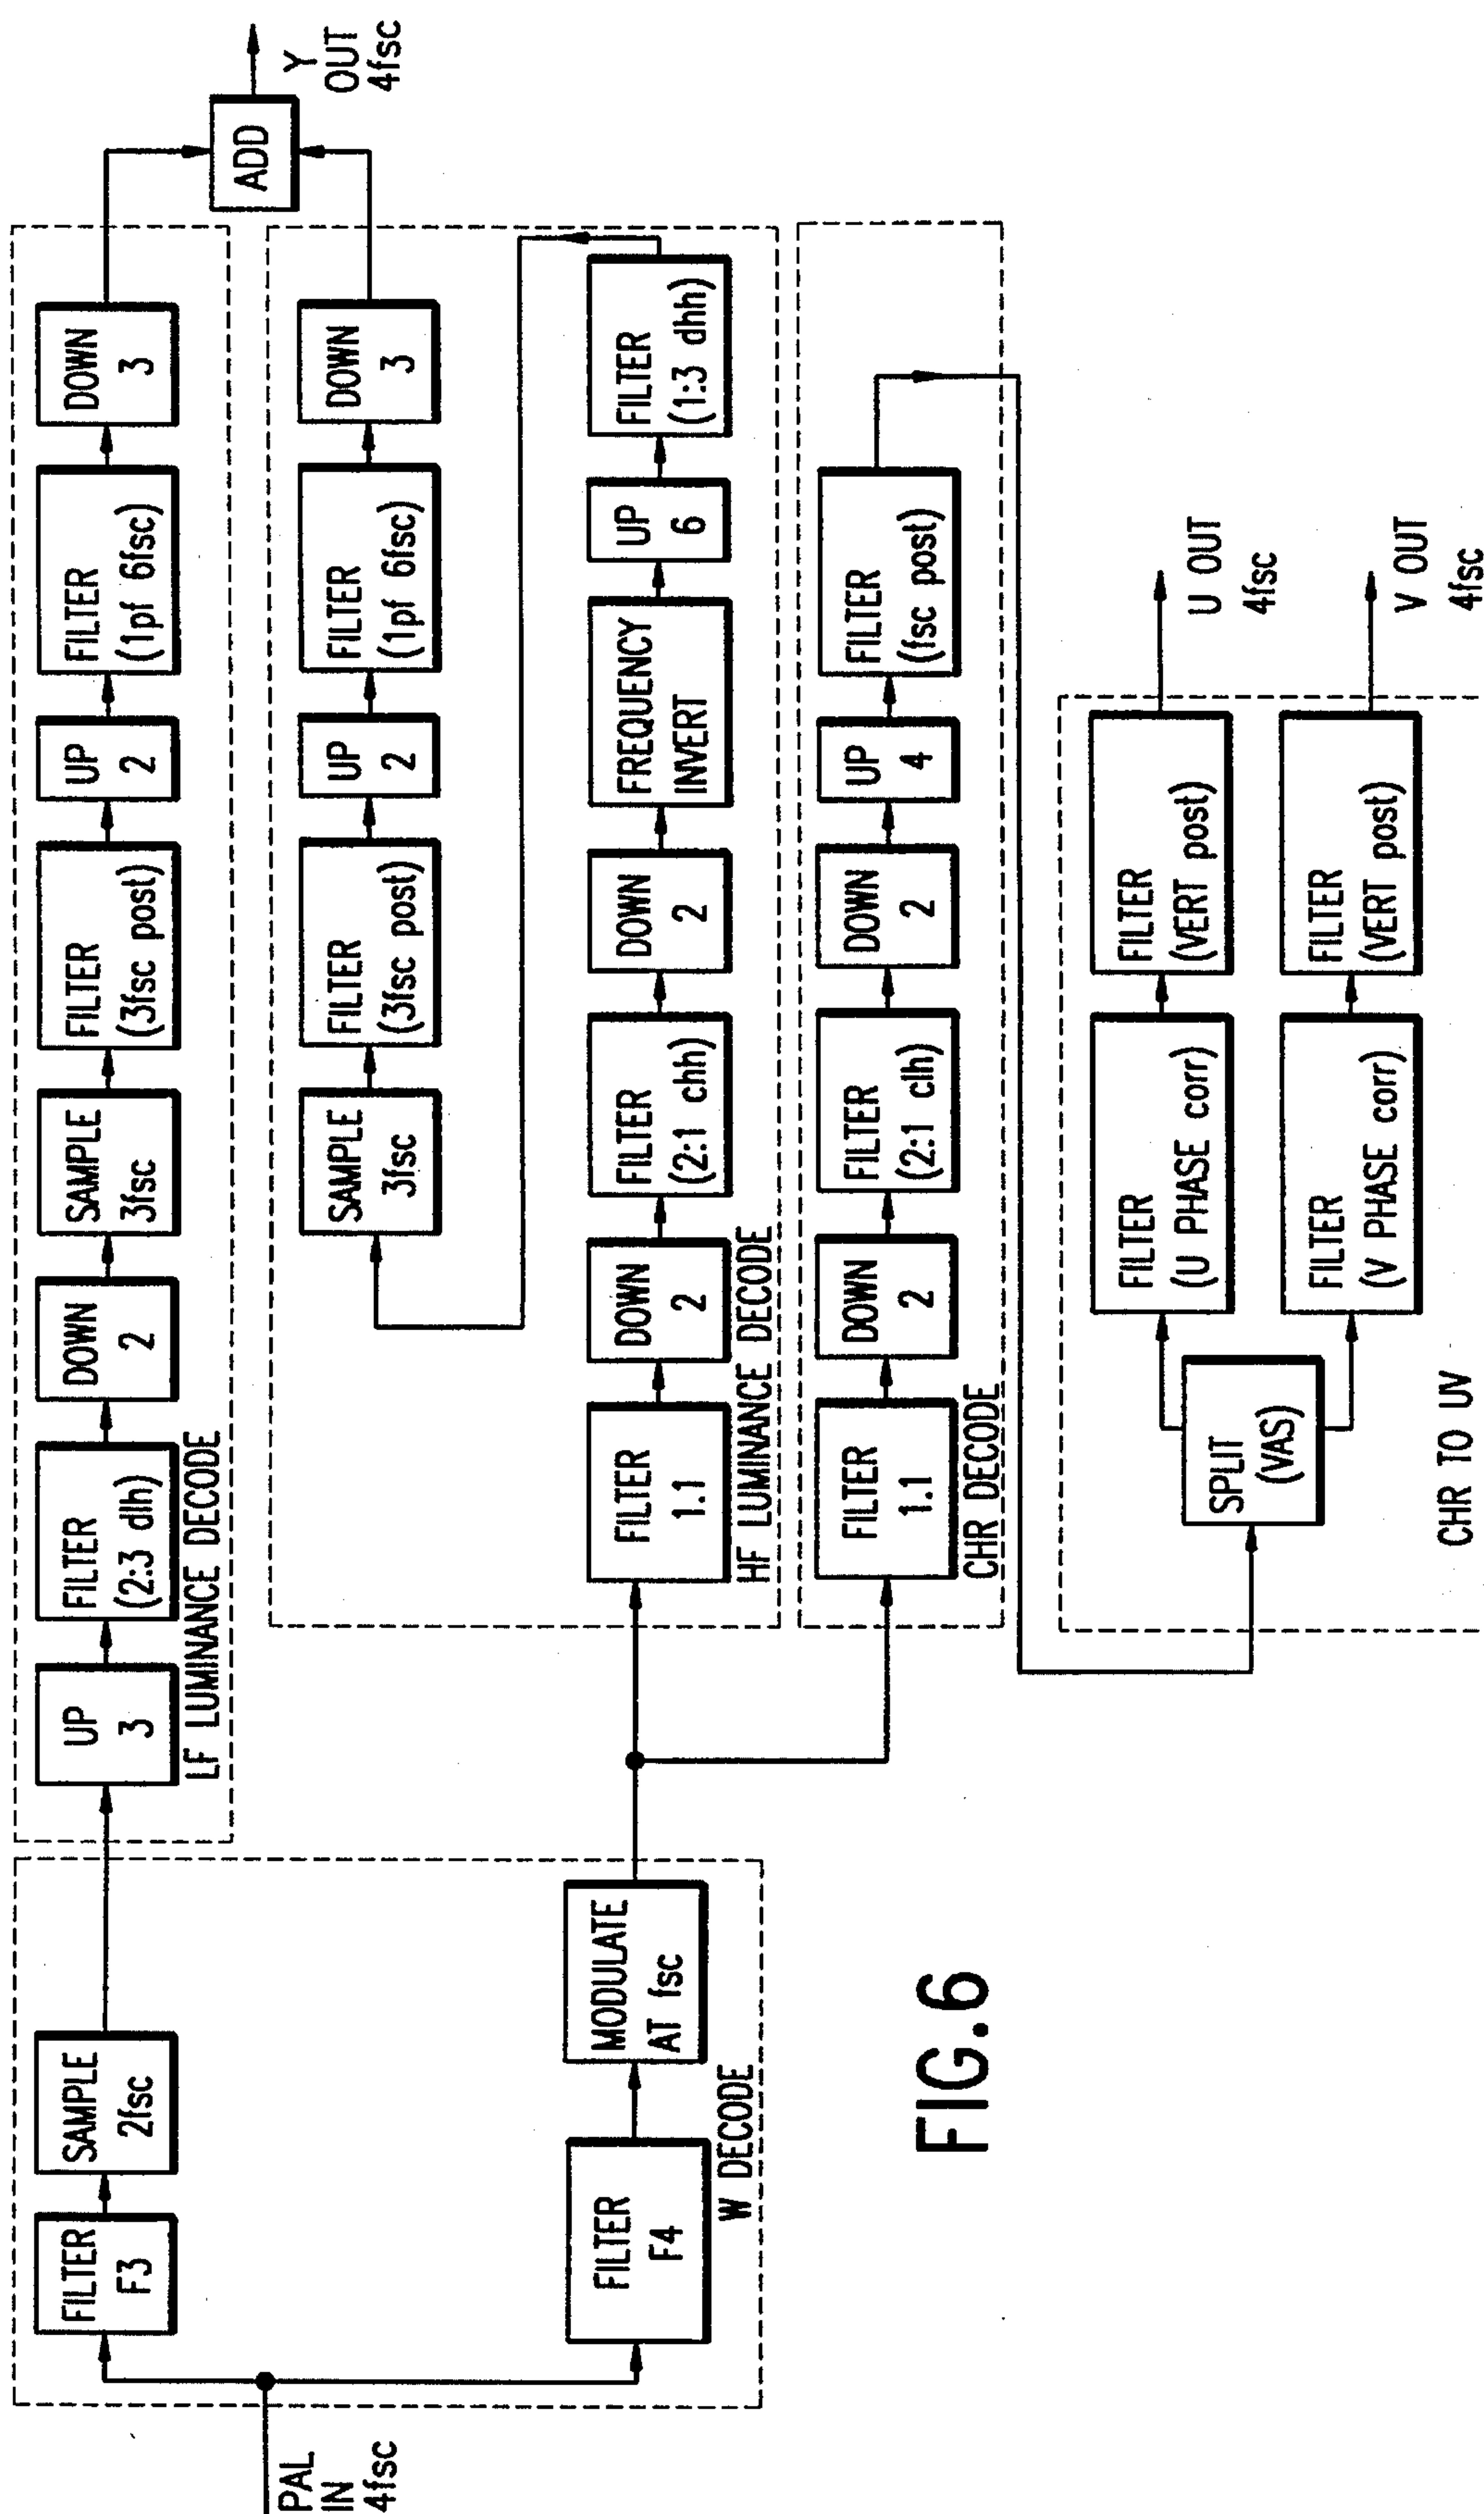 PAL
IN
4fsc
FILTER
F3
SAMPLE
2fsc
FILTER
F4
MODULATE
AT fsc
W DECODE
UP
3
FILTER
(2:3 dlh)
DOWN
2
SAMPLE
3fsc
FILTER
(3fsc post)
UP
2
FILTER
(1pf 6fsc)
DOWN
3
LF LUMINANCE DECODE
ADD
Y
OUT
4fsc
SAMPLE
3fsc
FILTER
(3fsc post)
UP
2
FILTER
(1pf 6fsc)
DOWN
3
FILTER
1.1
DOWN
2
FILTER
(2:1 chh)
DOWN
2
FREQUENCY
INVERT
UP
6
FILTER
(1:3 dhh)
HF LUMINANCE DECODE
FILTER
1.1
DOWN
2
FILTER
(2:1 clh)
DOWN
2
UP
4
FILTER
(fsc post)
CHR DECODE
SPLIT
(VAS)
FILTER
(U PHASE corr)
FILTER
(VERT post)
U OUT
4fsc
FILTER
(V PHASE corr)
FILTER
(VERT post)
V OUT
4fsc
CHR TO UV
FIG.6